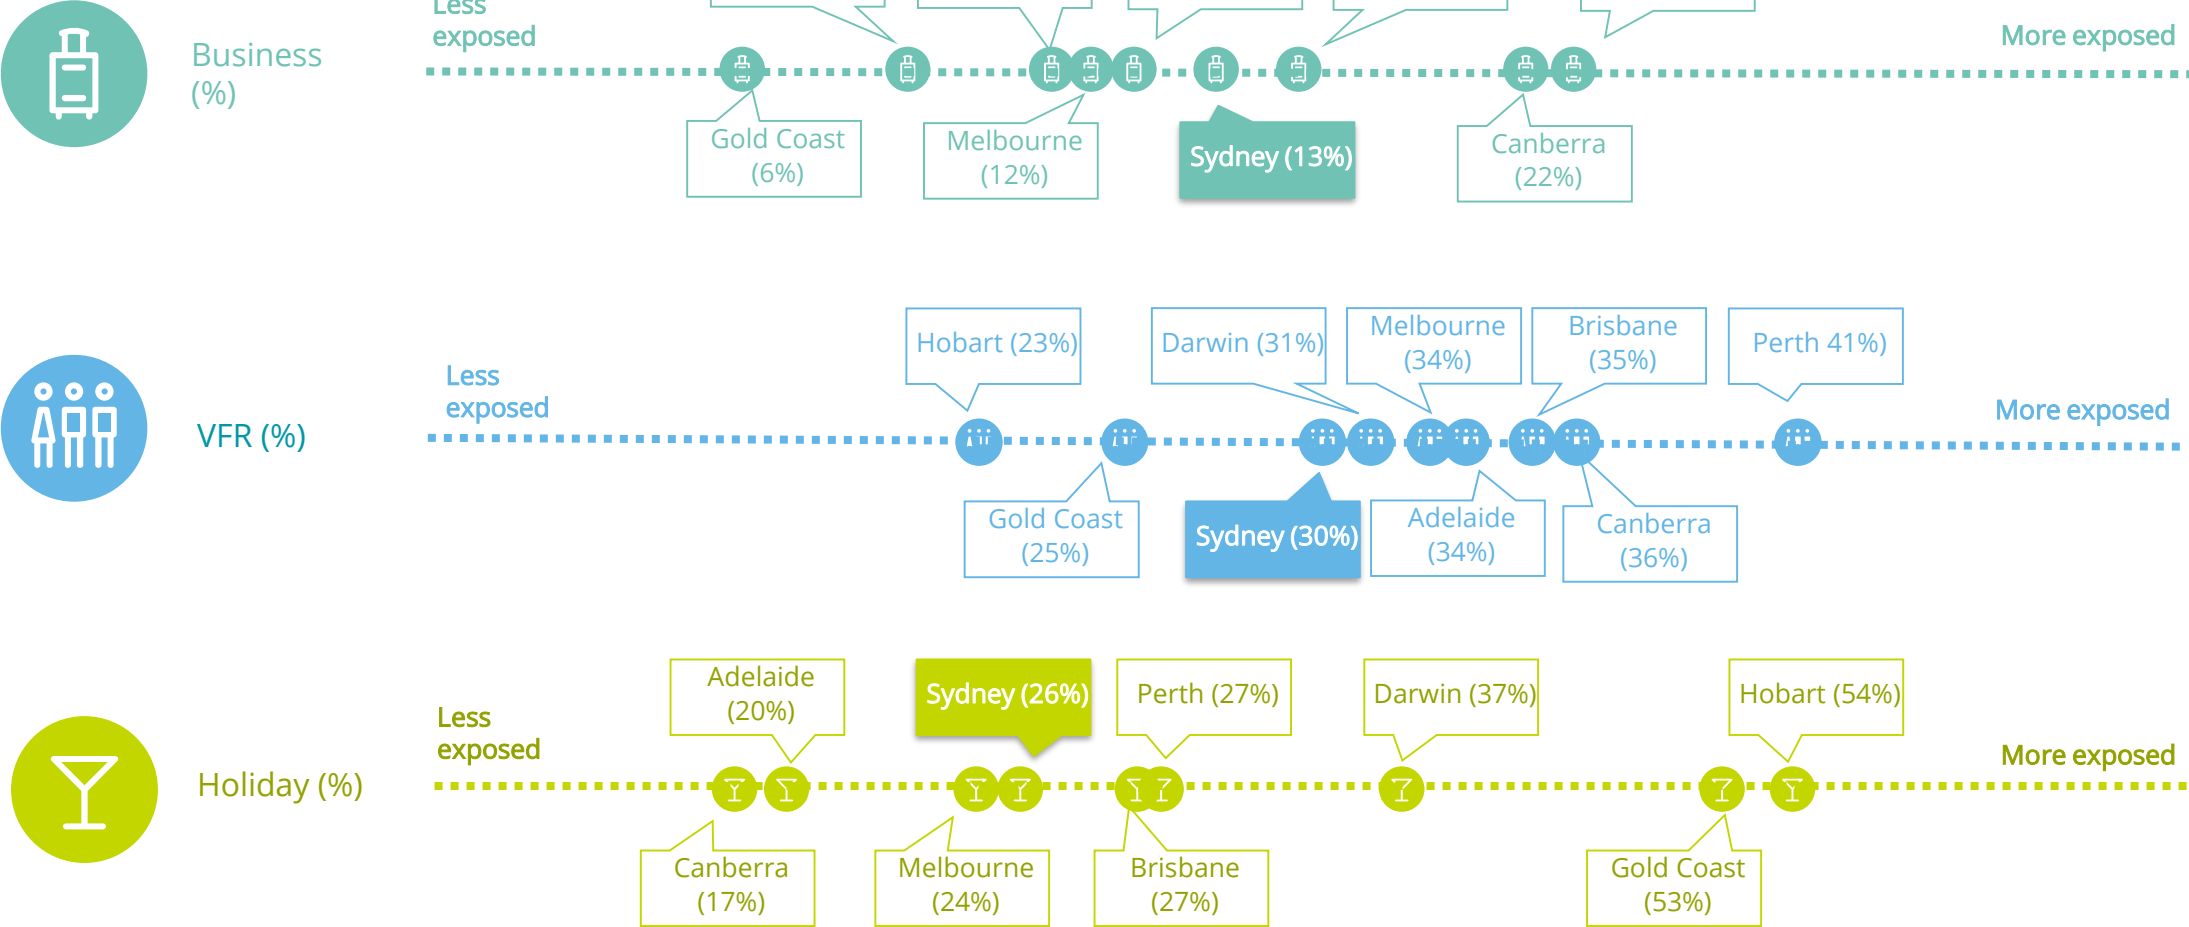 Less
exposed
More exposed
Business
(%)
Gold Coast
(6%)
Melbourne
(12%)
Sydney (13%)
Canberra
(22%)
Hobart (23%)
Darwin (31%)
Melbourne
(34%)
Brisbane
(35%)
Perth 41%)
Less
exposed
More exposed
VFR (%)
Gold Coast
(25%)
Sydney (30%)
Adelaide
(34%)
Canberra
(36%)
Adelaide
(20%)
Sydney (26%)
Perth (27%)
Darwin (37%)
Hobart (54%)
Less
exposed
More exposed
Holiday (%)
Canberra
(17%)
Melbourne
(24%)
Brisbane
(27%)
Gold Coast
(53%)